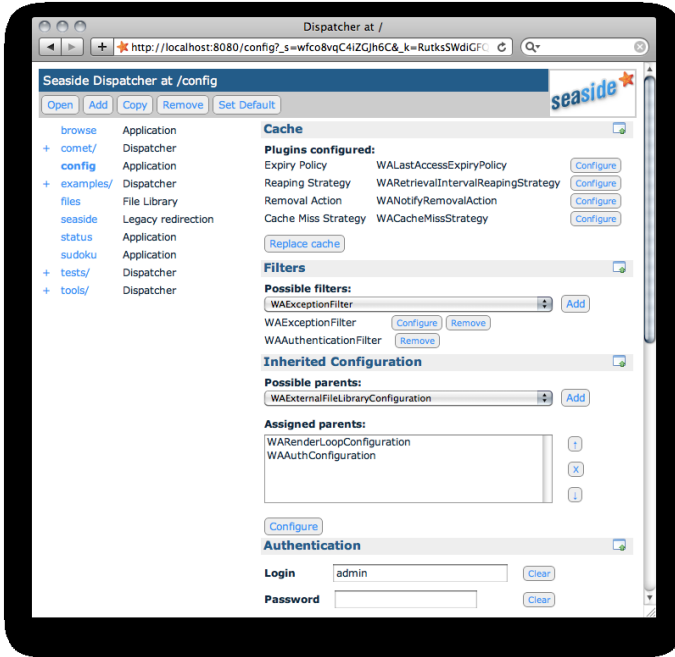 Dispatcher at /
http://localhost:8080/config?_s=wfco8vqC4iZGJh6C&_k=RutksSWdiGFG
Q▾
Seaside Dispatcher at /config
Open Add Copy Remove Set Default
seaside
browse Application
+ comet/ Dispatcher
config Application
+ examples/ Dispatcher
files File Library
seaside Legacy redirection
status Application
sudoku Application
+ tests/ Dispatcher
+ tools/ Dispatcher
Cache
Plugins configured:
Expiry Policy WALastAccessExpiryPolicy Configure
Reaping Strategy WARetrievalIntervalReapingStrategy Configure
Removal Action WANotifyRemovalAction Configure
Cache Miss Strategy WACacheMissStrategy Configure
Replace cache
Filters
Possible filters:
WAExceptionFilter Add
WAExceptionFilter Configure Remove
WAAuthenticationFilter Remove
Inherited Configuration
Possible parents:
WAExternalFileLibraryConfiguration Add
Assigned parents:
WARenderLoopConfiguration ↑
WAAuthConfiguration
x
↓
Configure
Authentication
Login admin Clear
Password Clear